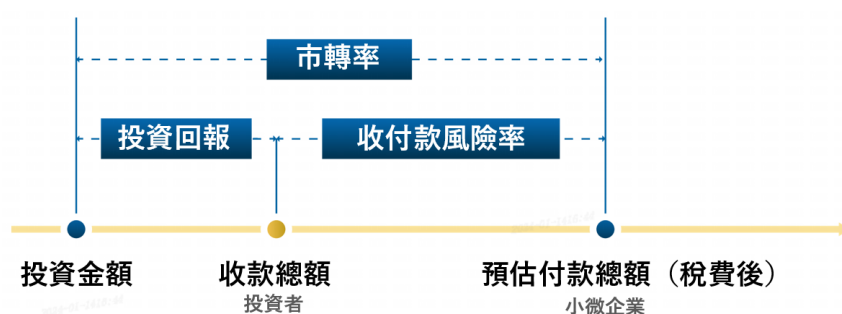 市轉率
投資回報
收付款風險率
投資金額
收款總額
預估付款總額（稅費後）
投資者
小微企業